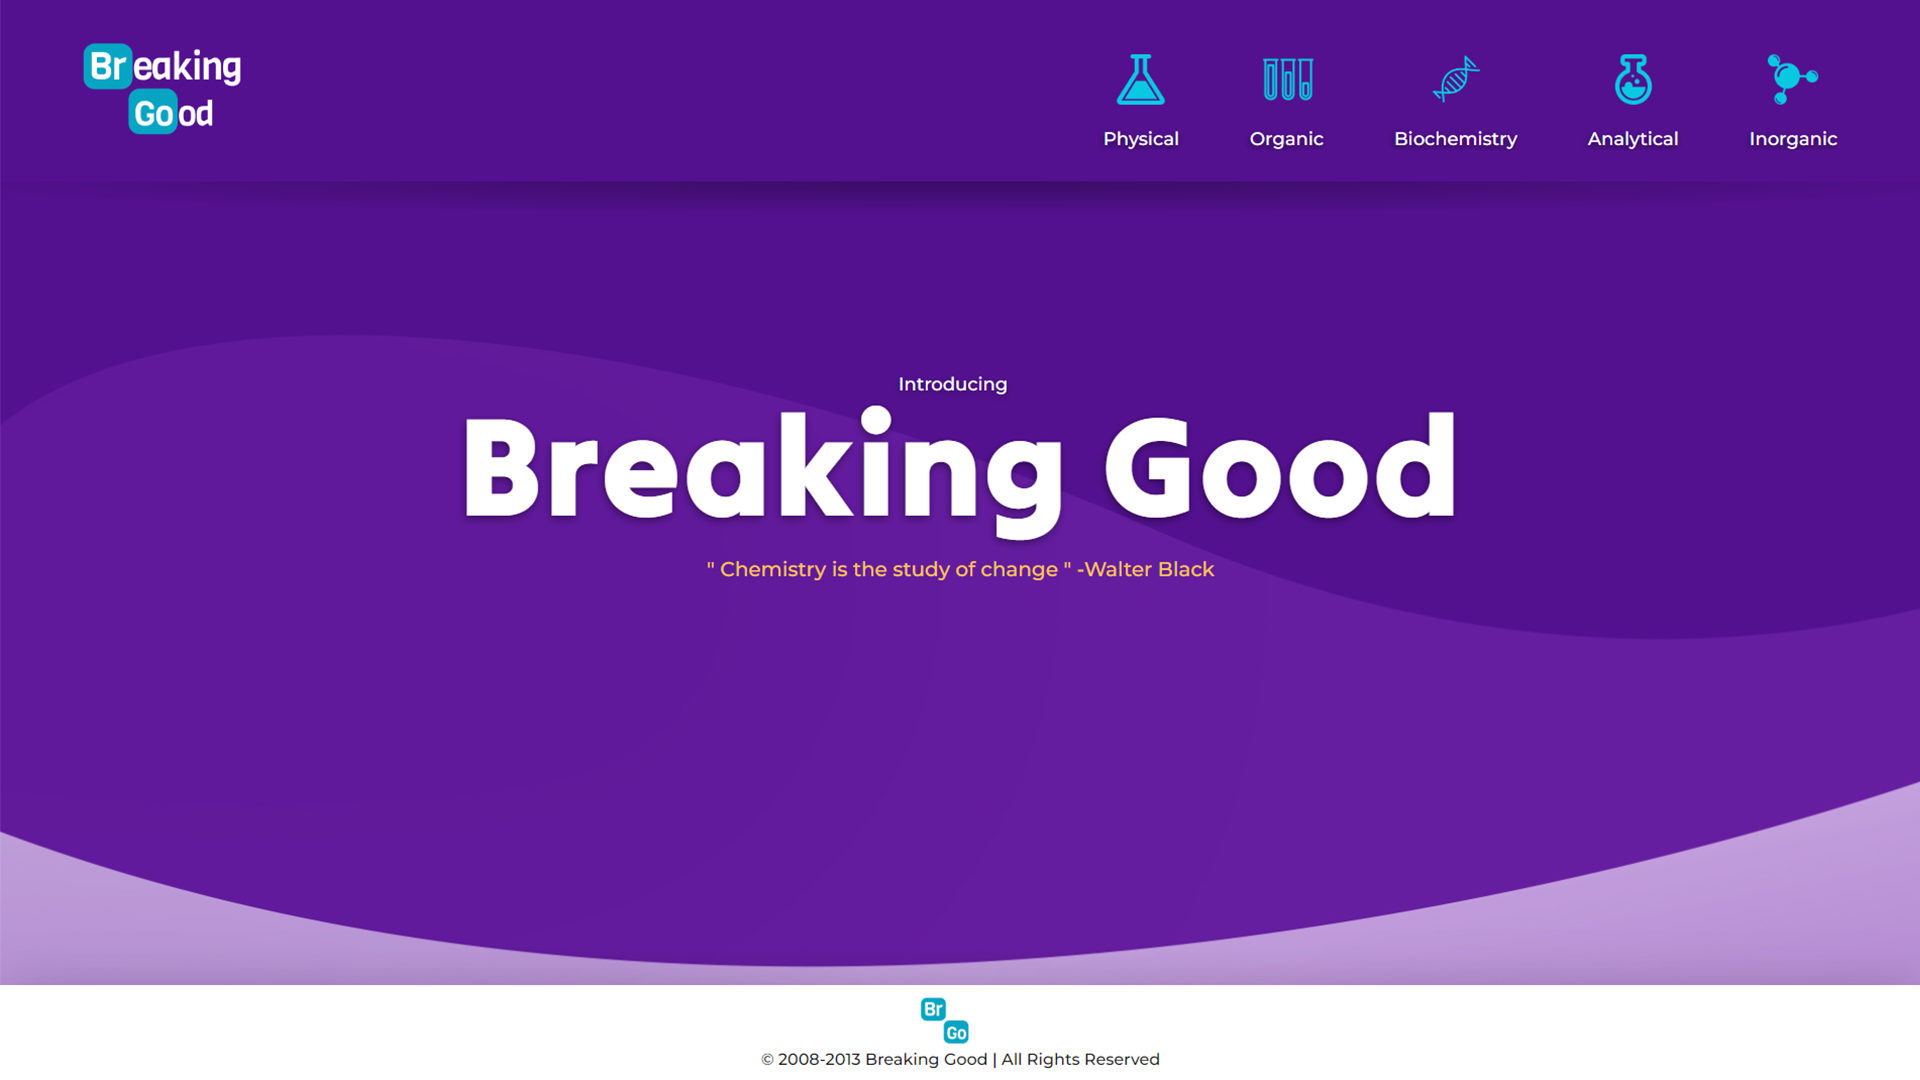 Breaking
Good
Physical
Organic
Biochemistry
Analytical
Inorganic
Introducing
Breaking Good
" Chemistry is the study of change " -Walter Black
Br
Go
© 2008-2013 Breaking Good | All Rights Reserved